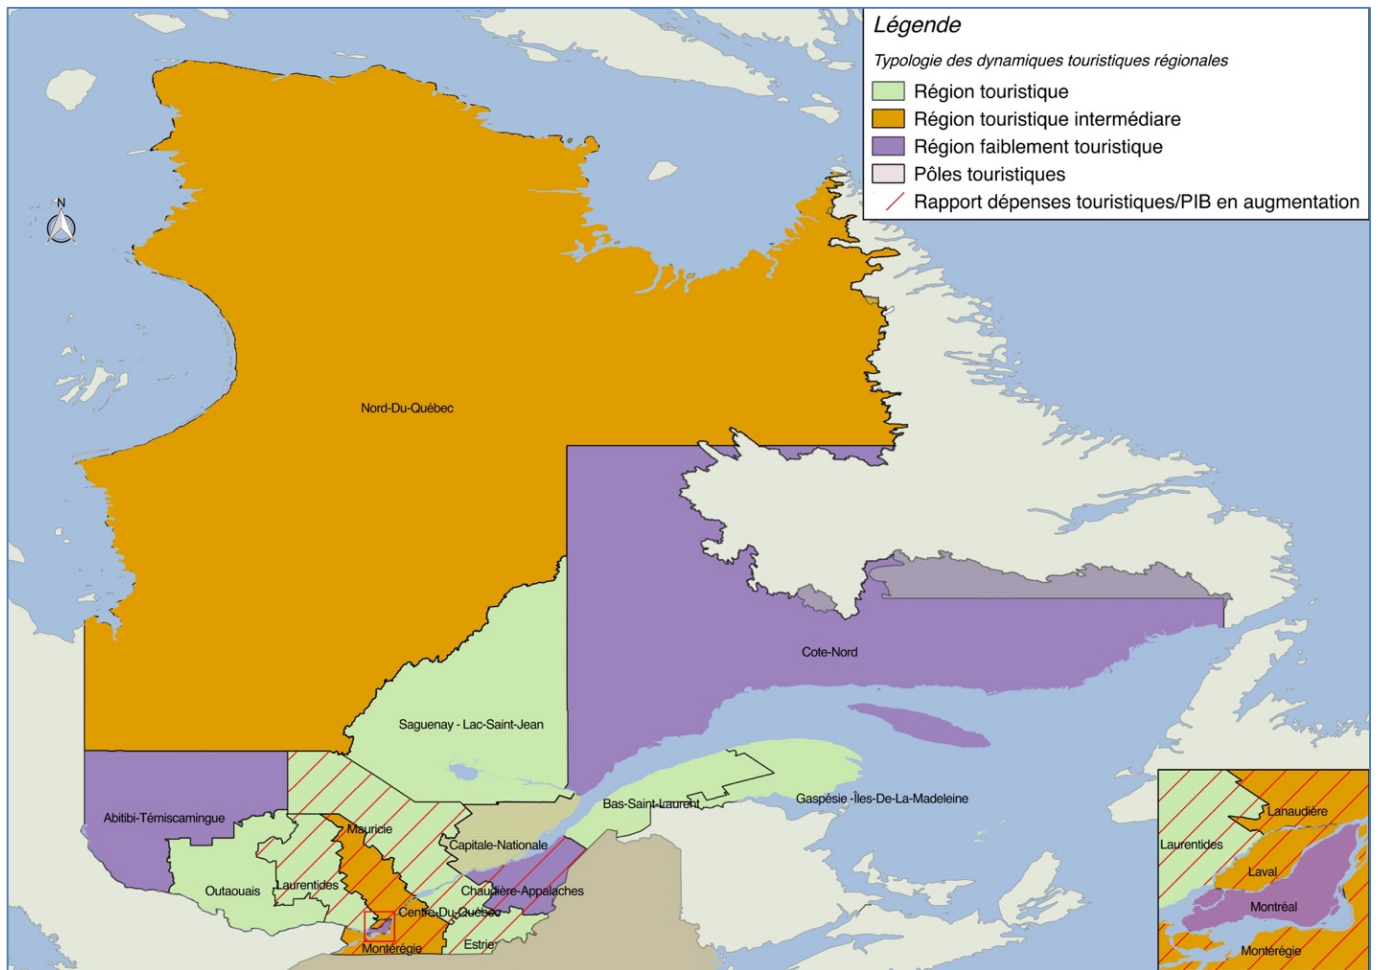 Légende
Typologie des dynamiques touristiques régionales
Région touristique
Région touristique intermédiare
Région faiblement touristique
Pôles touristiques
Rapport dépenses touristiques/PIB en augmentation
N
Nord-Du-Québec
Cote-Nord
Saguenay - Lac-Saint-Jean
Bas-Saint-Laurent
Gaspésie -Îles-De-La-Madeleine
Abitibi-Témiscamingue
Mauricie
Capitale-Nationale
Outaouais
Laurentides
Chaudière-Appalaches
Centre-Du-Québec
Estrie
Montérégie
Lanaudière
Laurentides
Laval
Montréal
Montérégie